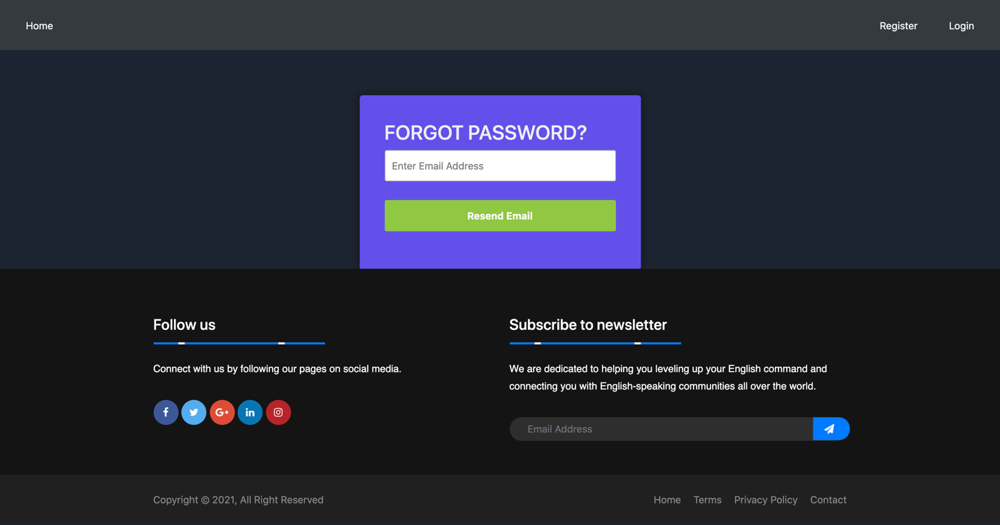 Home
Register
Login
FORGOT PASSWORD?
Enter Email Address
Resend Email
Follow us
Connect with us by following our pages on social media.
Subscribe to newsletter
We are dedicated to helping you leveling up your English command and
connecting you with English-speaking communities all over the world.
Email Address
Copyright © 2021, All Right Reserved
Home
Terms
Privacy Policy
Contact